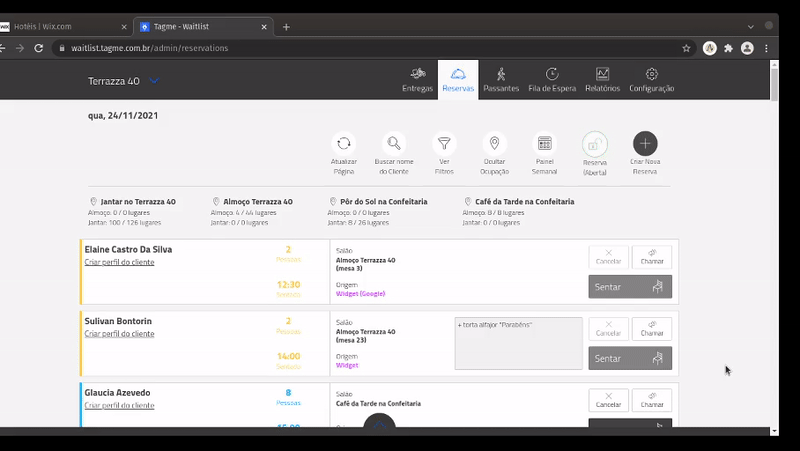 WIX Hotéis | Wix.com
Tagme - Waitlist
waitlist.tagme.com.br/admin/reservations
Terrazza 40
Entregas
Reservas
Passantes
Fila de Espera
Relatórios
Configuração
qua, 24/11/2021
Atualizar
Página
Buscar nome
do Cliente
Ver
Filtros
Ocultar
Ocupação
Painel
Semanal
Reserva
(Aberta)
Criar Nova
Reserva
Jantar no Terrazza 40
Almoço: 0 / 0 lugares
Jantar: 100 / 126 lugares
Almoço Terrazza 40
Almoço: 4 / 44 lugares
Jantar: 0 / 0 lugares
Pôr do Sol na Confeitaria
Almoço: 0 / 0 lugares
Jantar: 8 / 26 lugares
Café da Tarde na Confeitaria
Almoço: 8 / 8 lugares
Jantar: 0 / 0 lugares
Elaine Castro Da Silva
Criar perfil do cliente
2
Pessoas
12:30
Sentado
Salão
Almoço Terrazza 40
(mesa 3)
Origem
Widget (Google)
Cancelar
Chamar
Sentar
Sulivan Bontorin
Criar perfil do cliente
2
Pessoas
14:00
Sentado
Salão
Almoço Terrazza 40
(mesa 23)
Origem
Widget
+ torta alfajor "Parabéns"
Cancelar
Chamar
Sentar
Glaucia Azevedo
Criar perfil do cliente
8
Pessoas
Salão
Café da Tarde na Confeitaria
Cancelar
Chamar